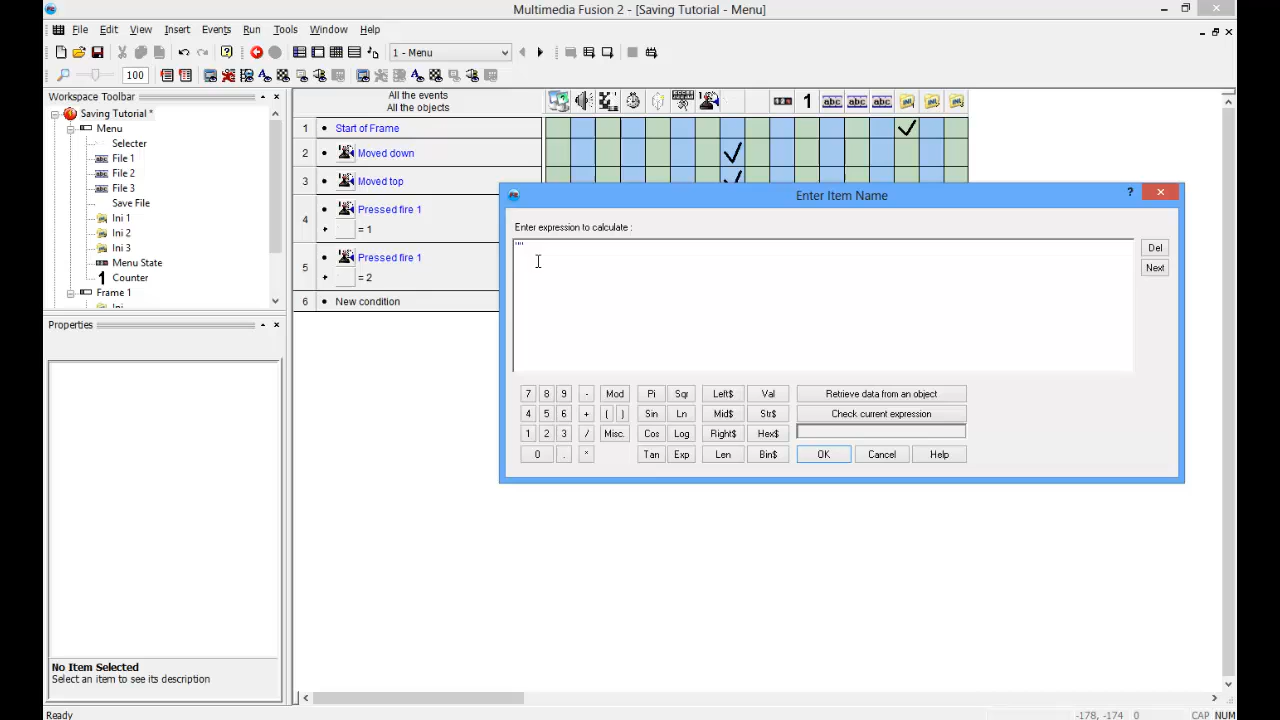 Multimedia Fusion 2 - [Saving Tutorial - Menu]
File Edit View Insert Events Run Tools Window Help
1 - Menu
100
Workspace Toolbar
Saving Tutorial *
Menu
Selecter
File 1
File 2
File 3
Save File
Ini 1
Ini 2
Ini 3
Menu State
1 Counter
Frame 1
Ini
Properties
No Item Selected
Select an item to see its description
Ready
All the events
All the objects
1
1 • Start of Frame
2 • Moved down
3 • Moved top
4 • Pressed fire 1
+ = 1
5 • Pressed fire 1
+ = 2
6 • New condition
Enter Item Name
?
Enter expression to calculate :
""
Del
Next
7 8 9 - Mod Pi Sqr Left$ Val Retrieve data from an object
4 5 6 + ( ) Sin Ln Mid$ Str$ Check current expression
1 2 3 / Misc. Cos Log Right$ Hex$
0 . * Tan Exp Len Bin$ OK Cancel Help
-178, -174 0 CAP NUM